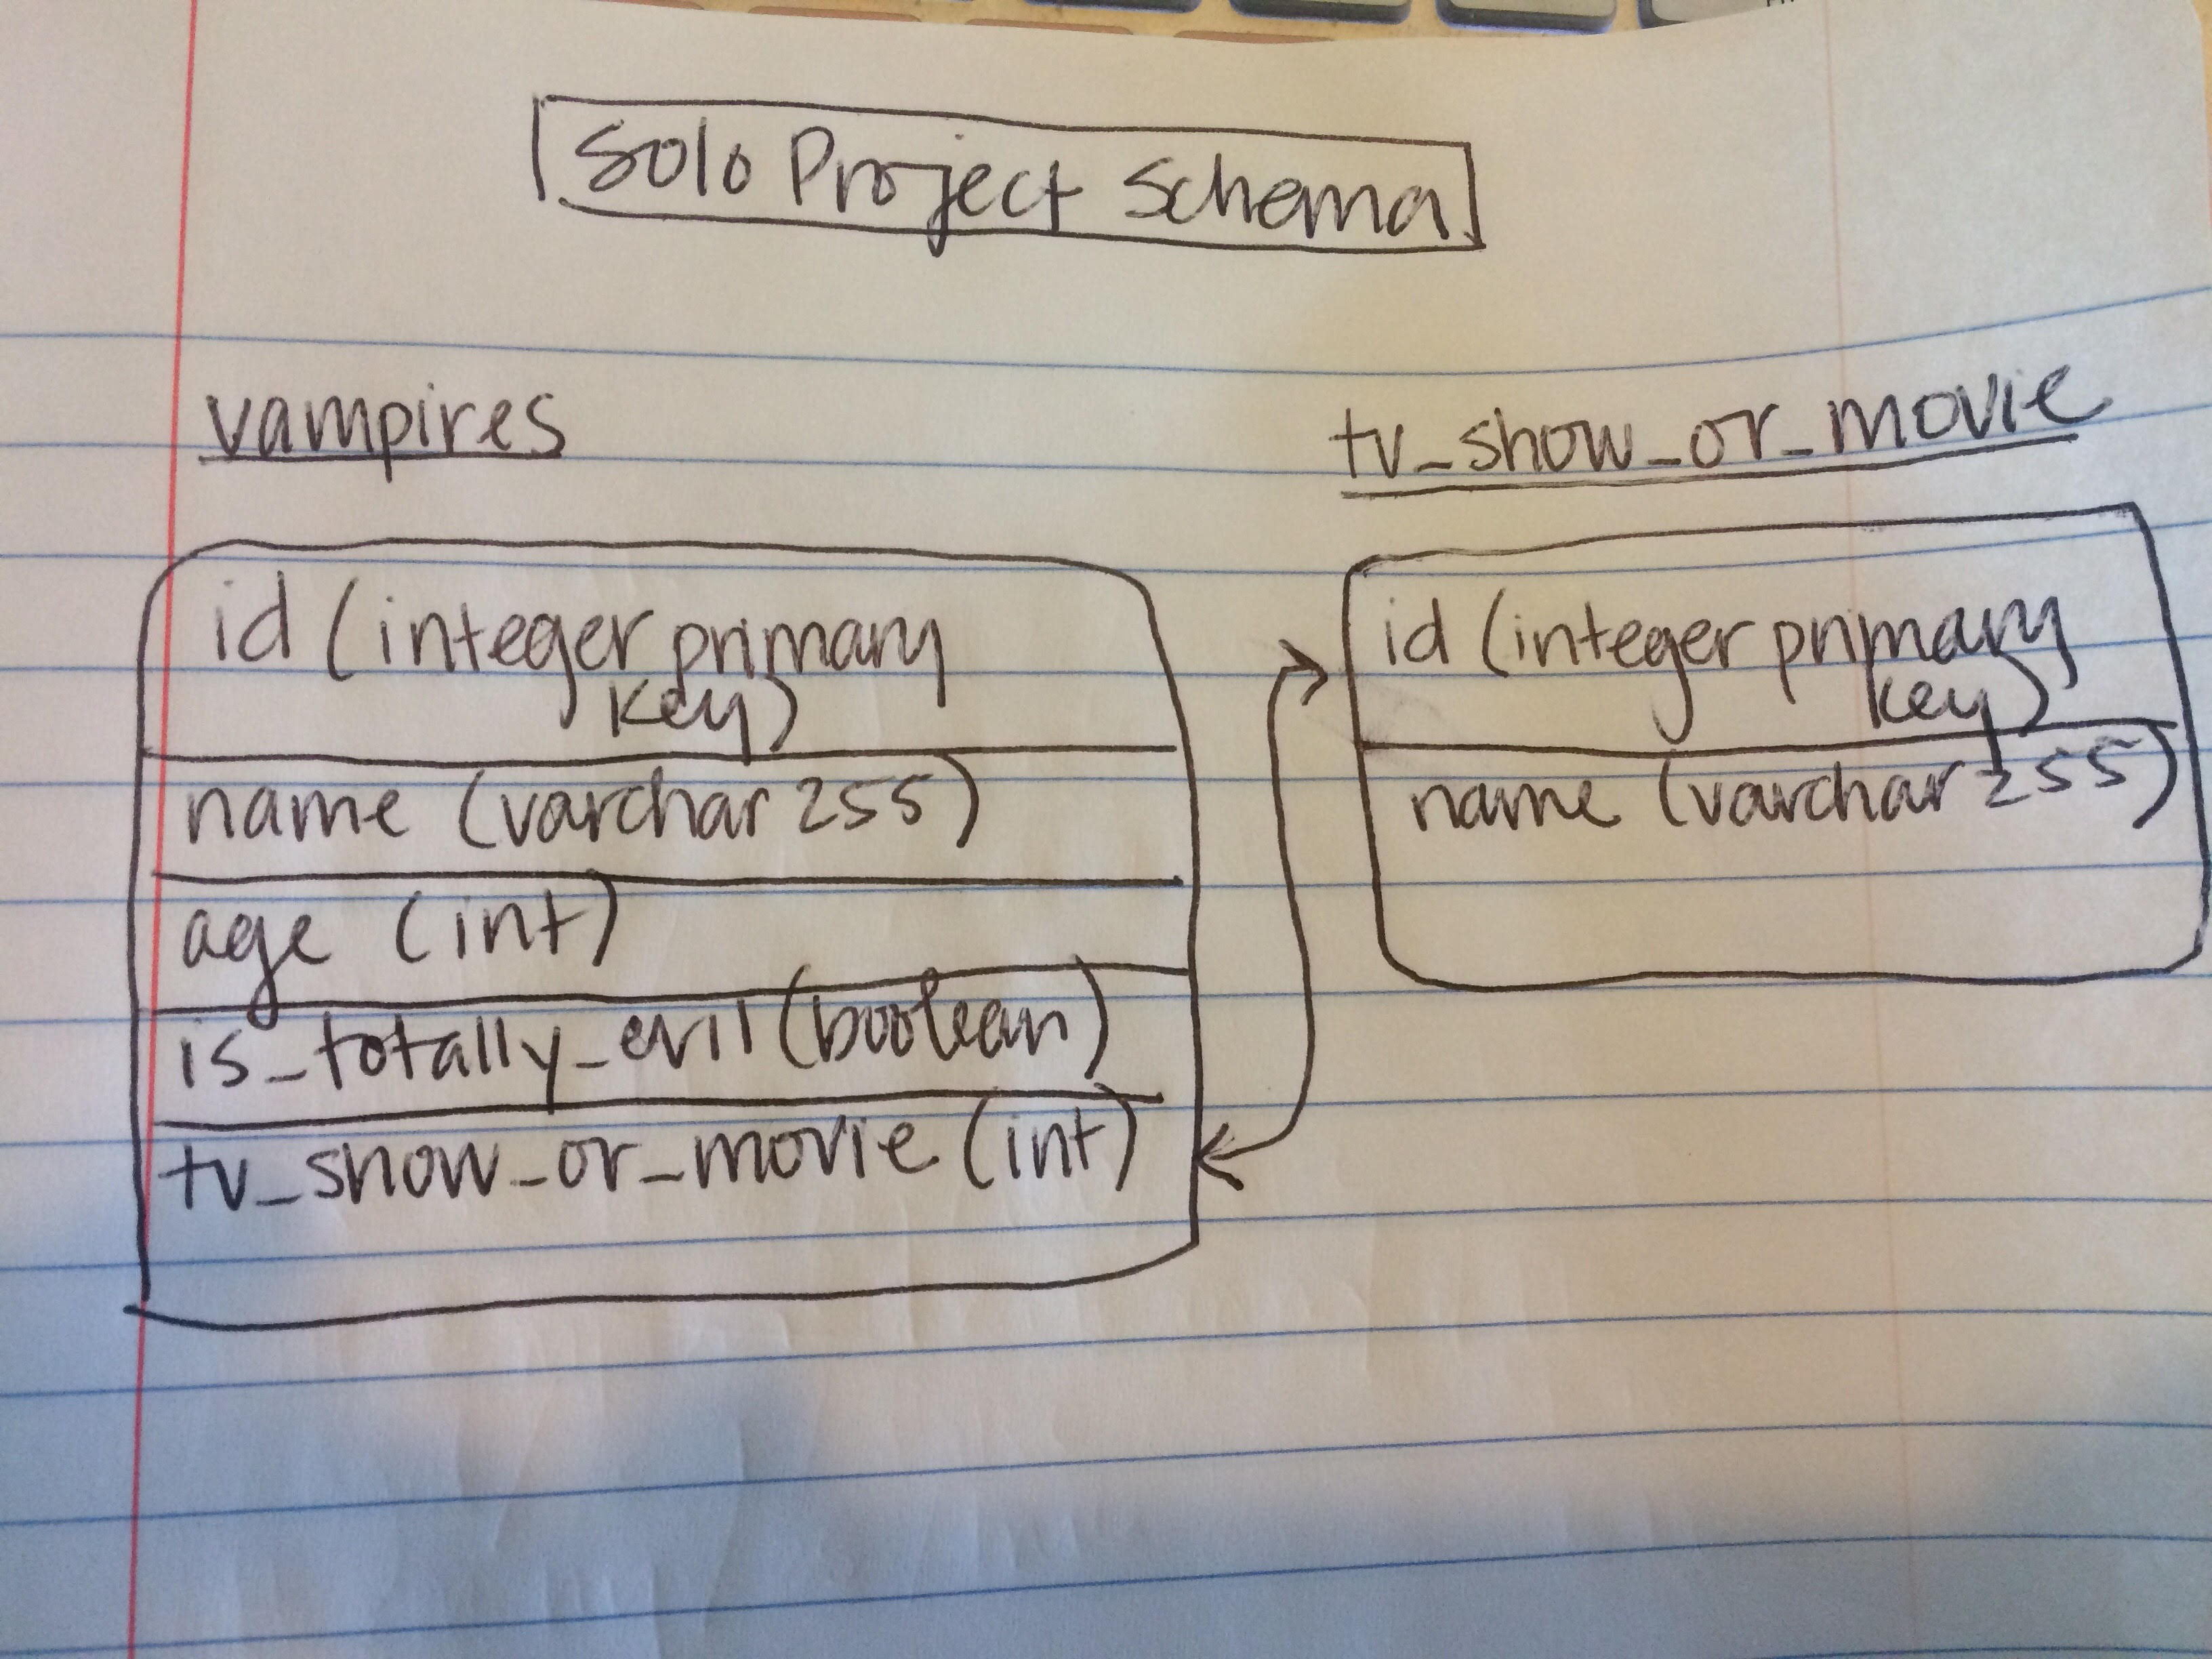 Solo Project Schema
vampires
id (integer primary
key)
name (varchar 255)
age (int)
is_totally_evil (boolean)
tv_show_or_movie (int)
tv_show_or_movie
id (integer primary
key)
name (varchar 255)